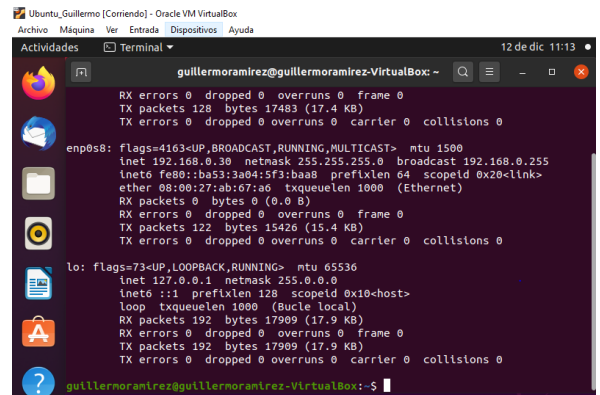 Ubuntu_Guillermo [Corriendo] - Oracle VM VirtualBox
Archivo Máquina Ver Entrada Dispositivos Ayuda
Actividades Terminal 12 de dic 11:13
guillermoramirez@guillermoramirez-VirtualBox: ~
RX errors 0 dropped 0 overruns 0 frame 0
TX packets 128 bytes 17483 (17.4 KB)
TX errors 0 dropped 0 overruns 0 carrier 0 collisions 0
enp0s8: flags=4163<UP,BROADCAST,RUNNING,MULTICAST> mtu 1500
inet 192.168.0.30 netmask 255.255.255.0 broadcast 192.168.0.255
inet6 fe80::ba53:3a04:5f3:baa8 prefixlen 64 scopeid 0x20<link>
ether 08:00:27:ab:67:a6 txqueuelen 1000 (Ethernet)
RX packets 0 bytes 0 (0.0 B)
RX errors 0 dropped 0 overruns 0 frame 0
TX packets 122 bytes 15426 (15.4 KB)
TX errors 0 dropped 0 overruns 0 carrier 0 collisions 0
lo: flags=73<UP,LOOPBACK,RUNNING> mtu 65536
inet 127.0.0.1 netmask 255.0.0.0
inet6 ::1 prefixlen 128 scopeid 0x10<host>
loop txqueuelen 1000 (Bucle local)
RX packets 192 bytes 17909 (17.9 KB)
RX errors 0 dropped 0 overruns 0 frame 0
TX packets 192 bytes 17909 (17.9 KB)
TX errors 0 dropped 0 overruns 0 carrier 0 collisions 0
guillermoramirez@guillermoramirez-VirtualBox:~$